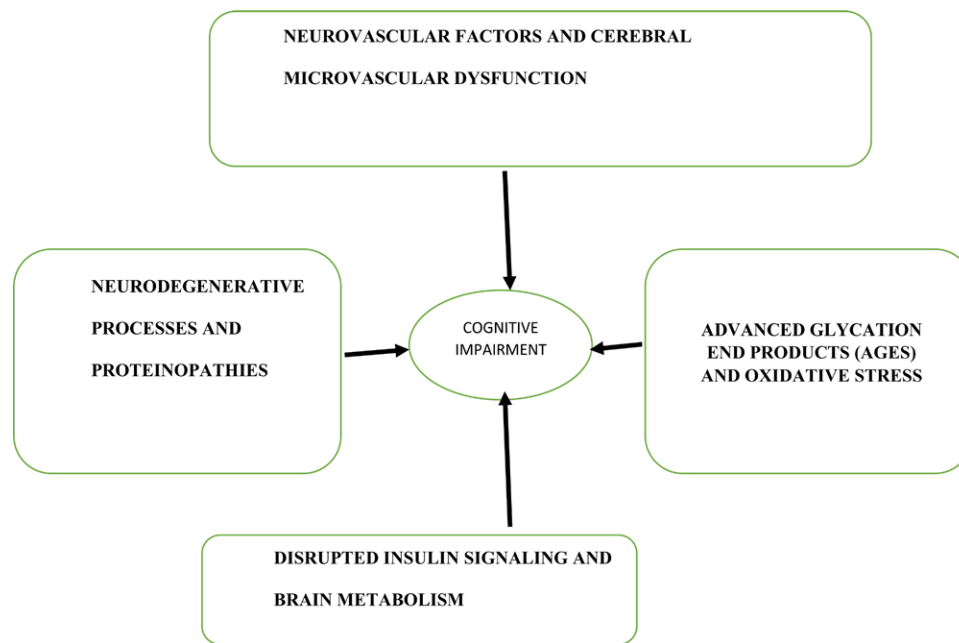 NEUROVASCULAR FACTORS AND CEREBRAL
MICROVASCULAR DYSFUNCTION
NEURODEGENERATIVE
PROCESSES AND
PROTEINOPATHIES
COGNITIVE
IMPAIRMENT
ADVANCED GLYCATION
END PRODUCTS (AGES)
AND OXIDATIVE STRESS
DISRUPTED INSULIN SIGNALING AND
BRAIN METABOLISM